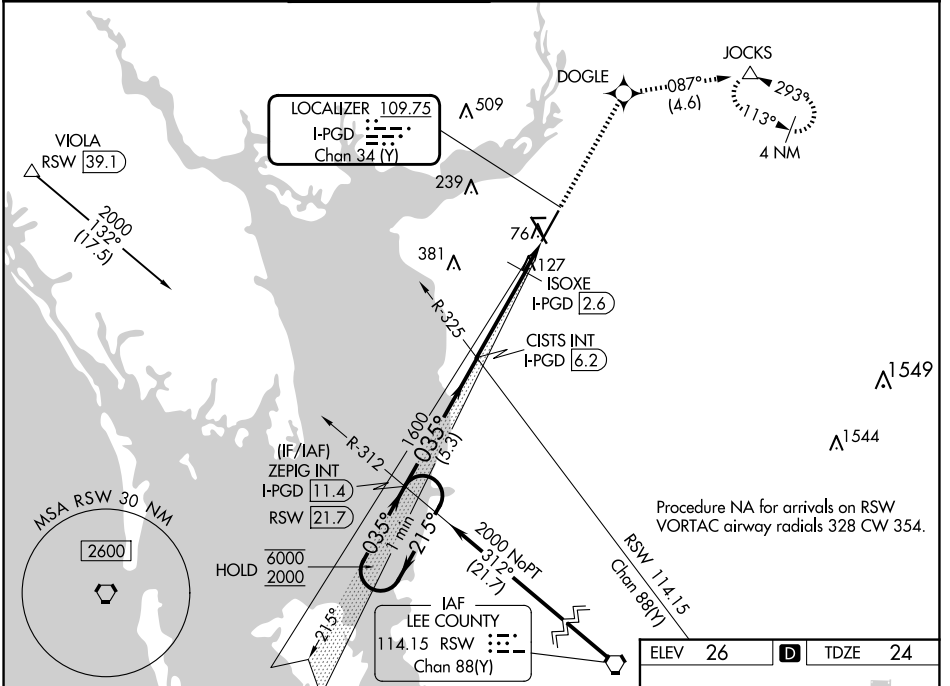 JOCKS
DOGLE
087°
(4.6)
293°
113°
4 NM
LOCALIZER 109.75
I-PGD
Chan 34 (Y)
509
VIOLA
RSW 39.1
2000
132°
(17.5)
239
76
381
127
ISOXE
I-PGD 2.6
R-325
CISTS INT
I-PGD 6.2
1549
1544
1600
035°
(5.3)
R-312
(IF/IAF)
ZEPIG INT
I-PGD 11.4
RSW 21.7
Procedure NA for arrivals on RSW
VORTAC airway radials 328 CW 354.
MSA RSW 30 NM
2600
035°
1 min
215°
HOLD
6000
2000
2000 NoPT
312°
(21.7)
RSW 114.15
Chan 88(Y)
215°
IAF
LEE COUNTY
114.15 RSW
Chan 88(Y)
ELEV 26 D TDZE 24